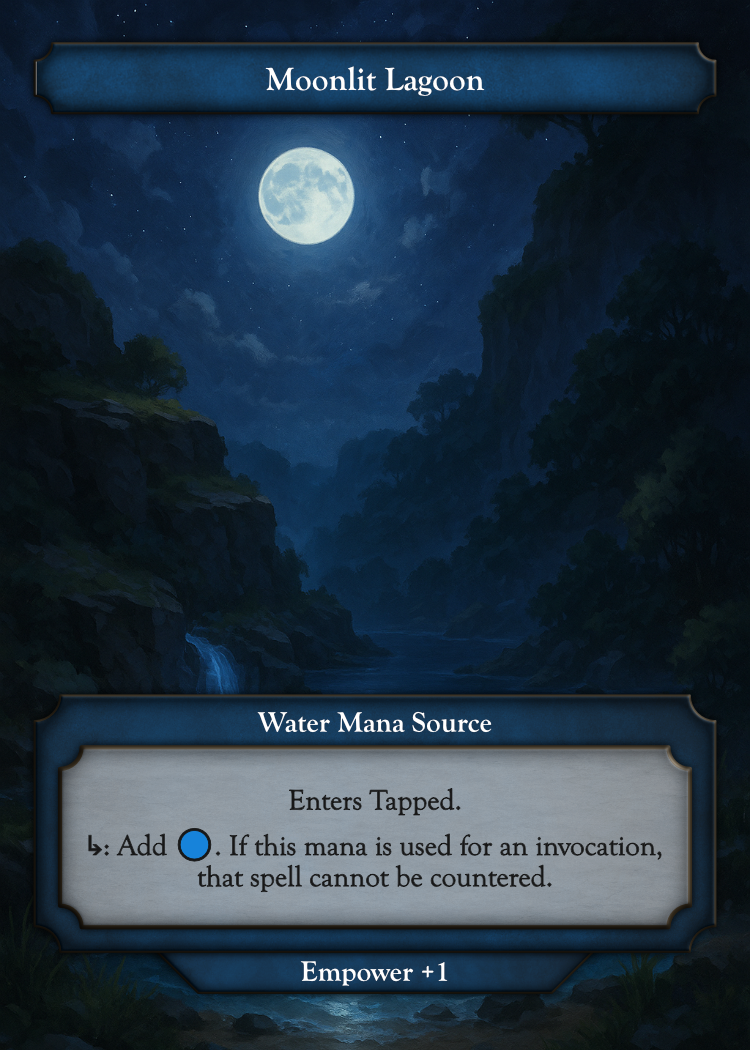 Moonlit Lagoon
Water Mana Source
Enters Tapped.
↳: Add 🔵. If this mana is used for an invocation,
that spell cannot be countered.
Empower +1